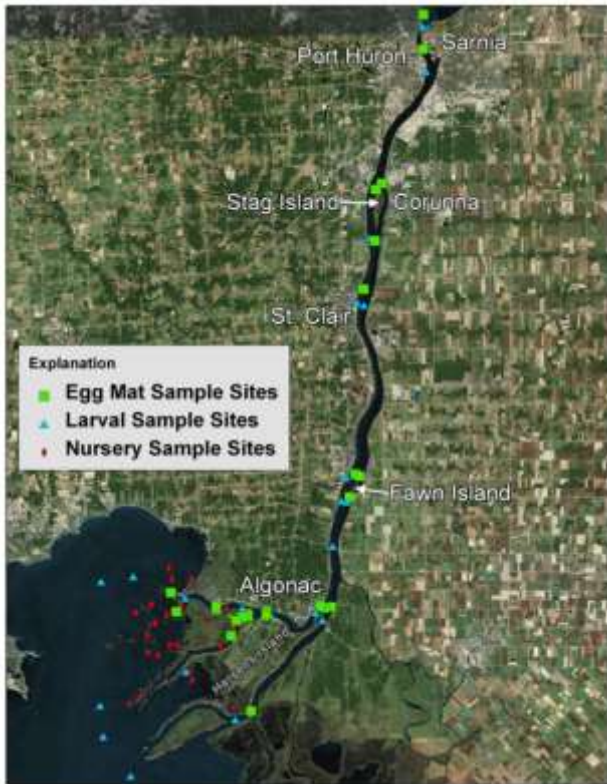 Sarnia
Port Huron
Stag Island
Corunna
St. Clair
Explanation
Egg Mat Sample Sites
Larval Sample Sites
Nursery Sample Sites
Fawn Island
Algonac
Island